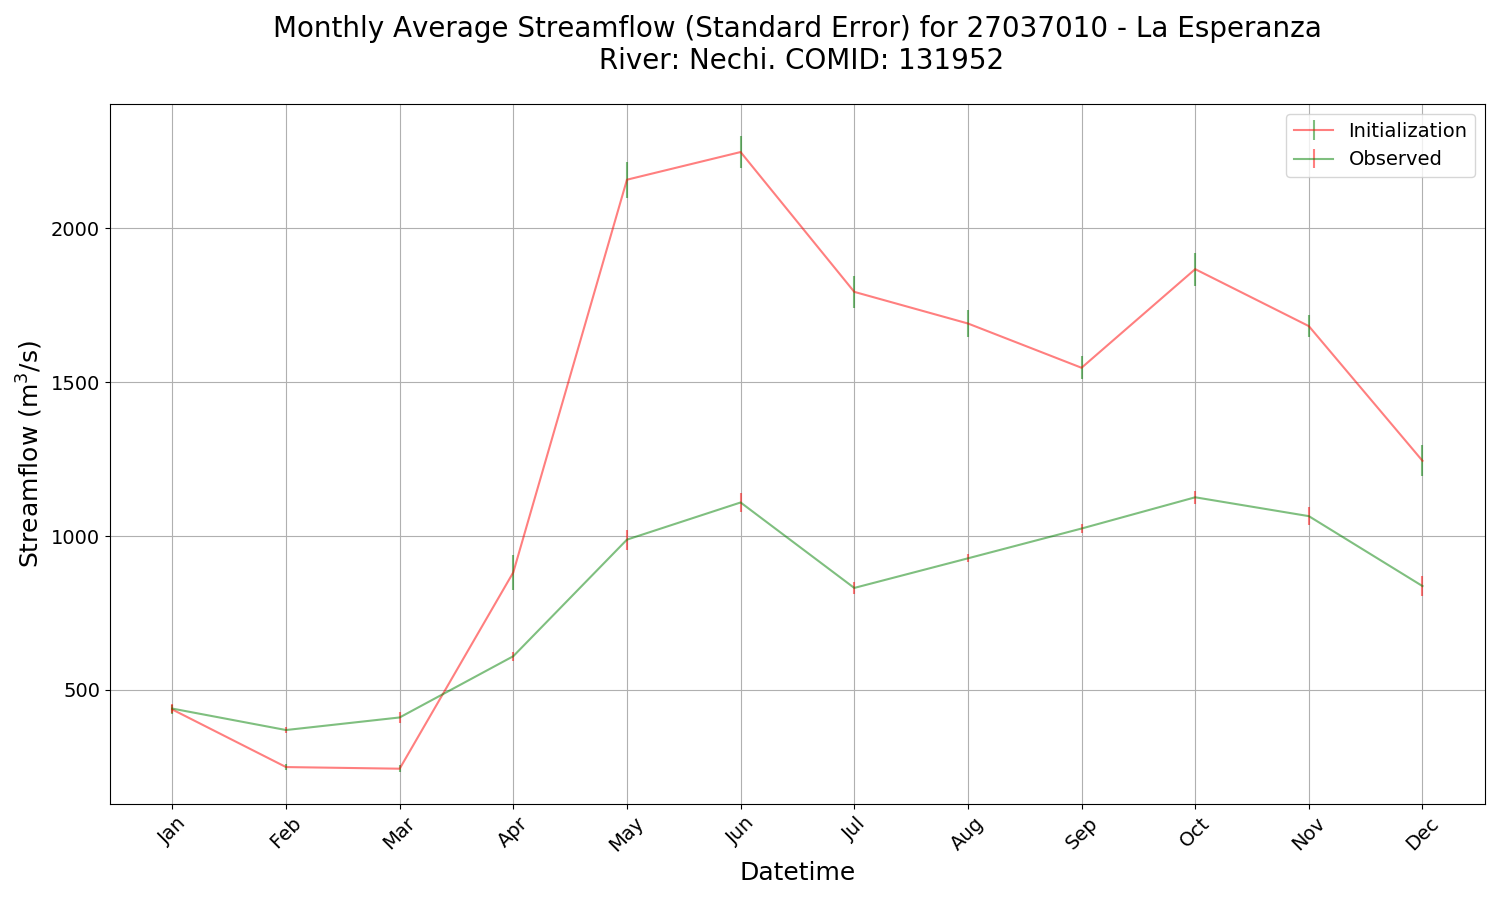 Monthly Average Streamflow (Standard Error) for 27037010 - La Esperanza
River: Nechi. COMID: 131952
Initialization
Observed
2000
1500
1000
500
Streamflow (m³/s)
Jan
Feb
Mar
Apr
May
Jun
Jul
Aug
Sep
Oct
Nov
Dec
Datetime